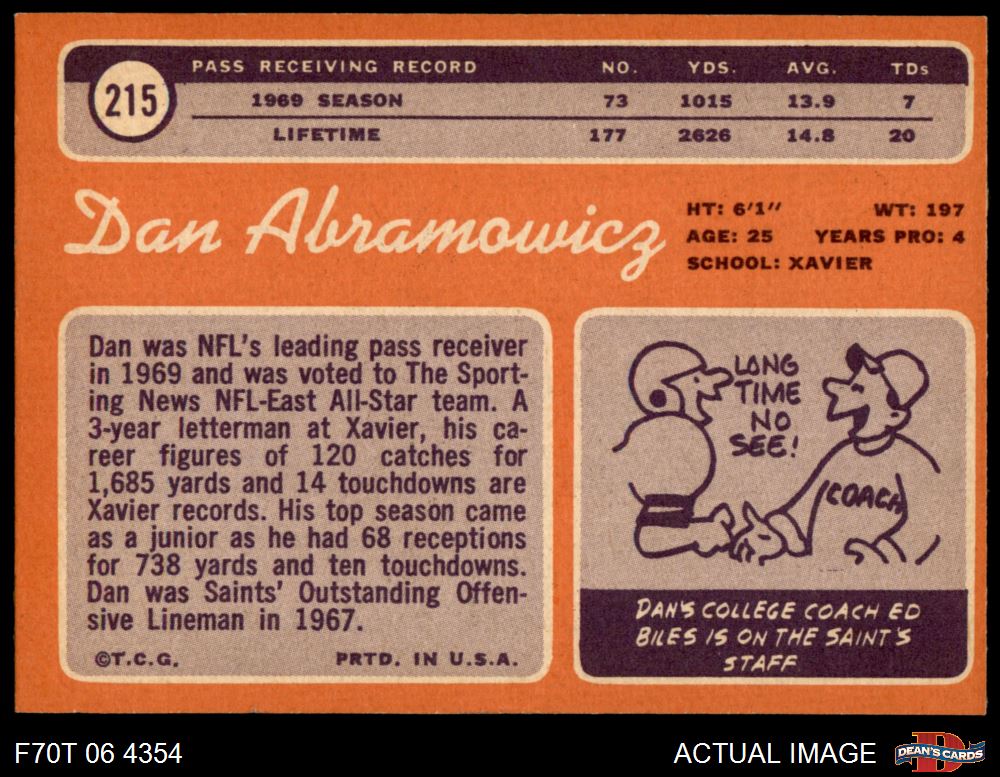 215
PASS RECEIVING RECORD NO. YDS. AVG. TDs
1969 SEASON 73 1015 13.9 7
LIFETIME 177 2626 14.8 20
Dan Abramowicz
HT: 6'1" WT: 197
AGE: 25 YEARS PRO: 4
SCHOOL: XAVIER
Dan was NFL's leading pass receiver
in 1969 and was voted to The Sport-
ing News NFL-East All-Star team. A
3-year letterman at Xavier, his ca-
reer figures of 120 catches for
1,685 yards and 14 touchdowns are
Xavier records. His top season came
as a junior as he had 68 receptions
for 738 yards and ten touchdowns.
Dan was Saints' Outstanding Offen-
sive Lineman in 1967.
©T.C.G. PRTD. IN U.S.A.
LONG
TIME
NO
SEE!
COACH
DAN'S COLLEGE COACH ED
BILES IS ON THE SAINT'S
STAFF
F70T 06 4354
ACTUAL IMAGE
D
DEAN'S CARDS